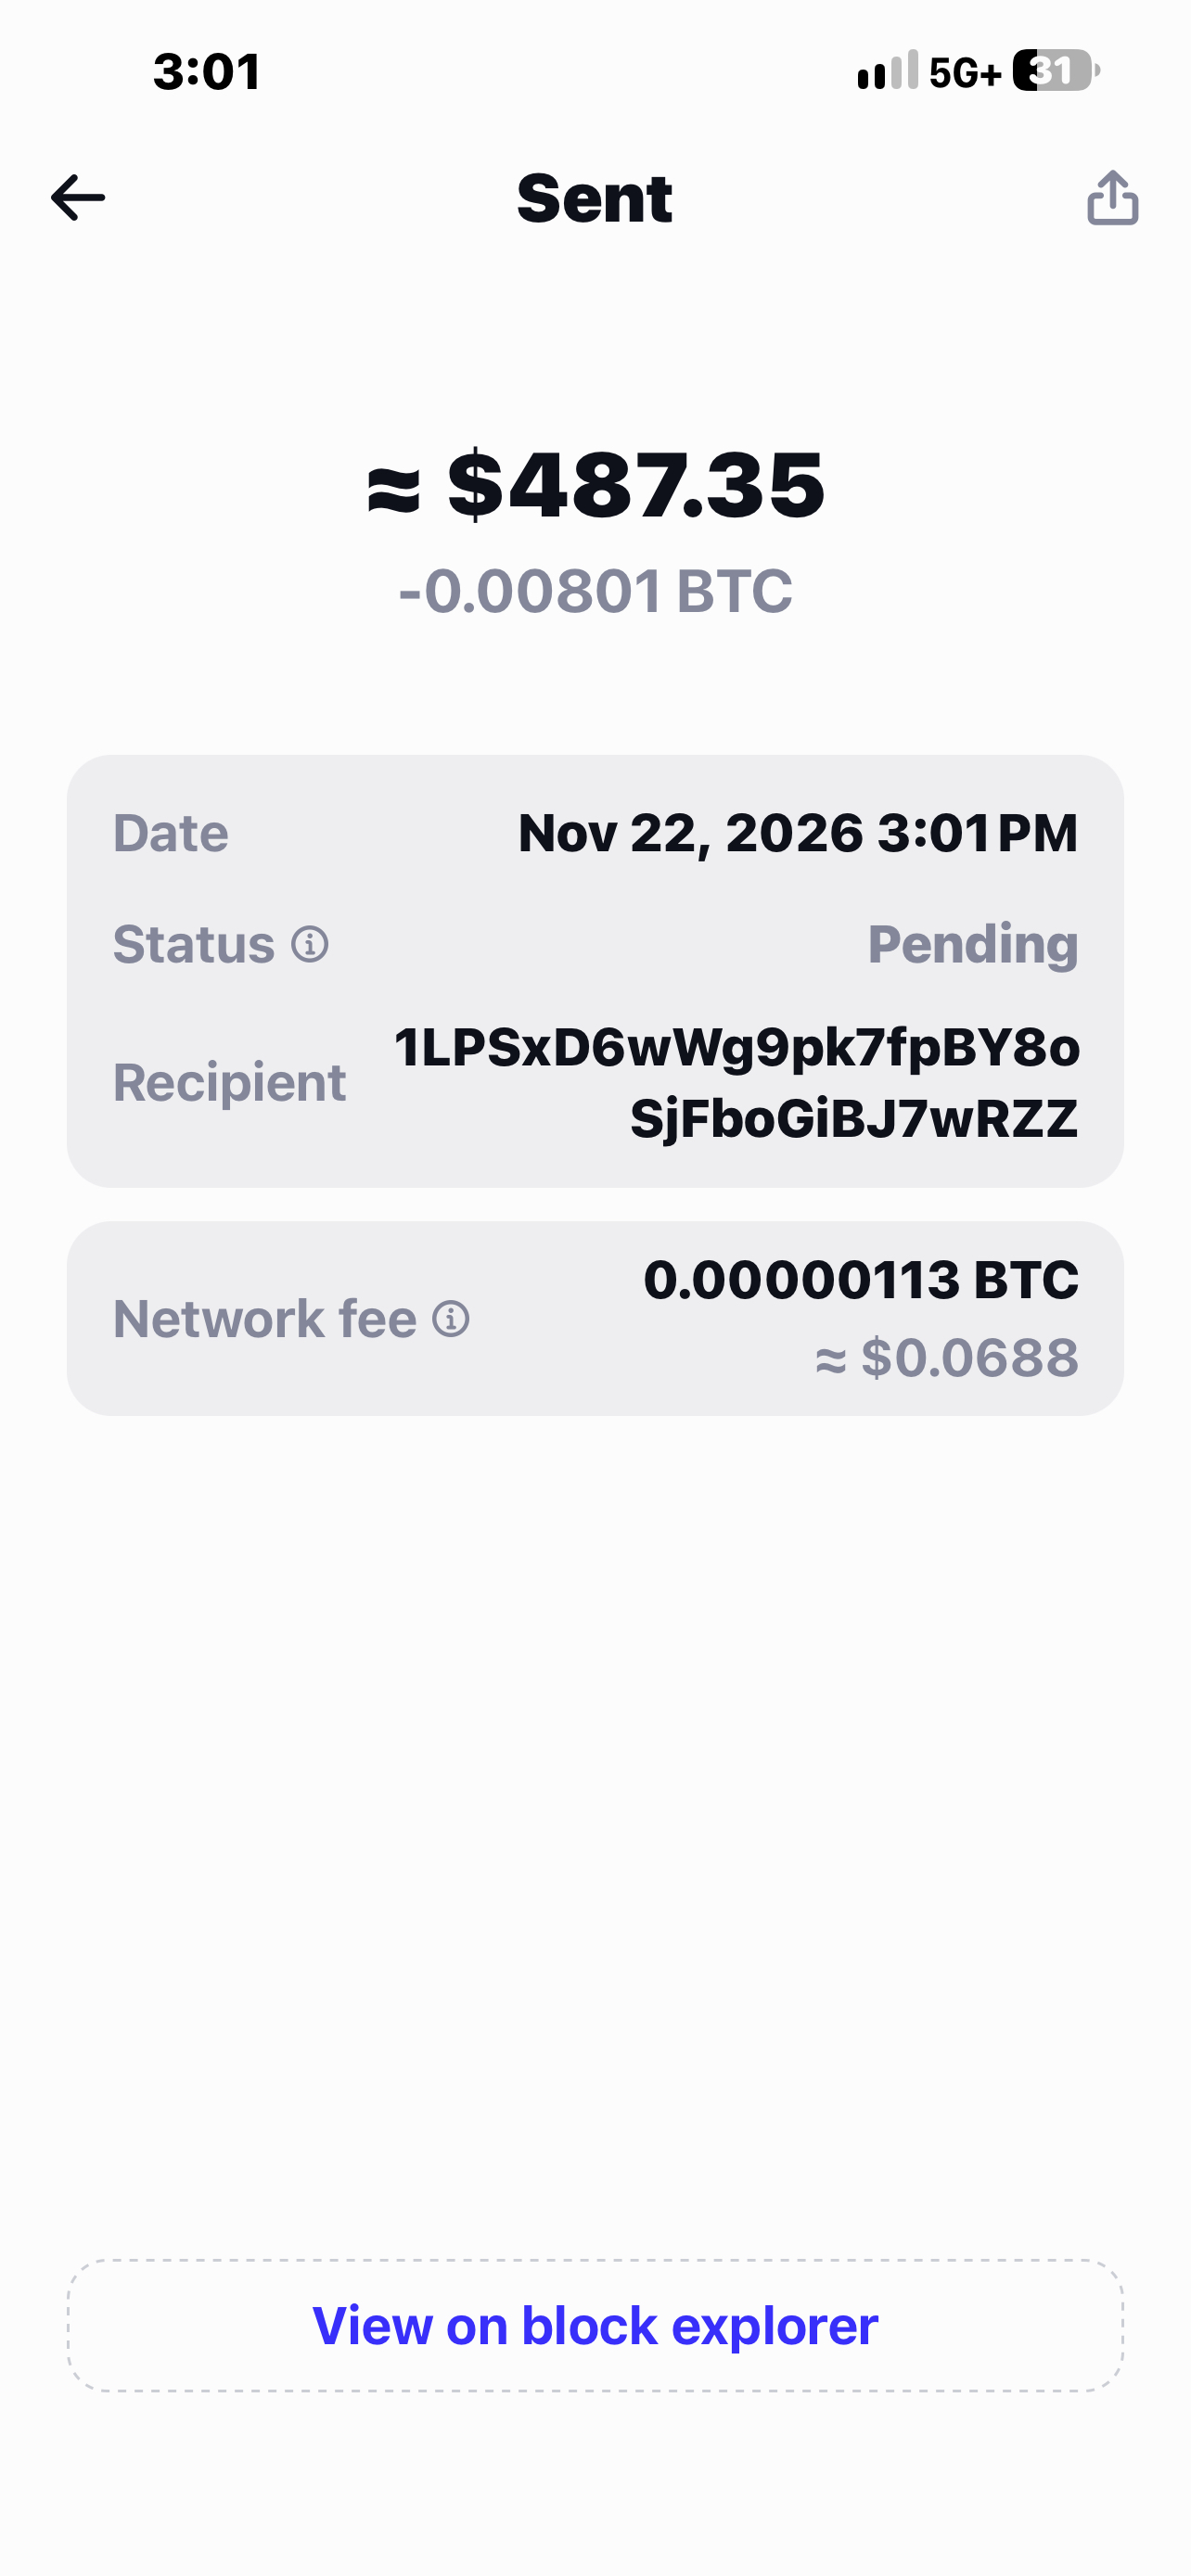 3:01
5G+ 31
Sent
≈ $487.35
-0.00801 BTC
Date Nov 22, 2026 3:01 PM
Status Pending
Recipient 1LPSxD6wWg9pk7fpBY8o
SjFboGiBJ7wRZZ
Network fee 0.00000113 BTC
≈ $0.0688
View on block explorer